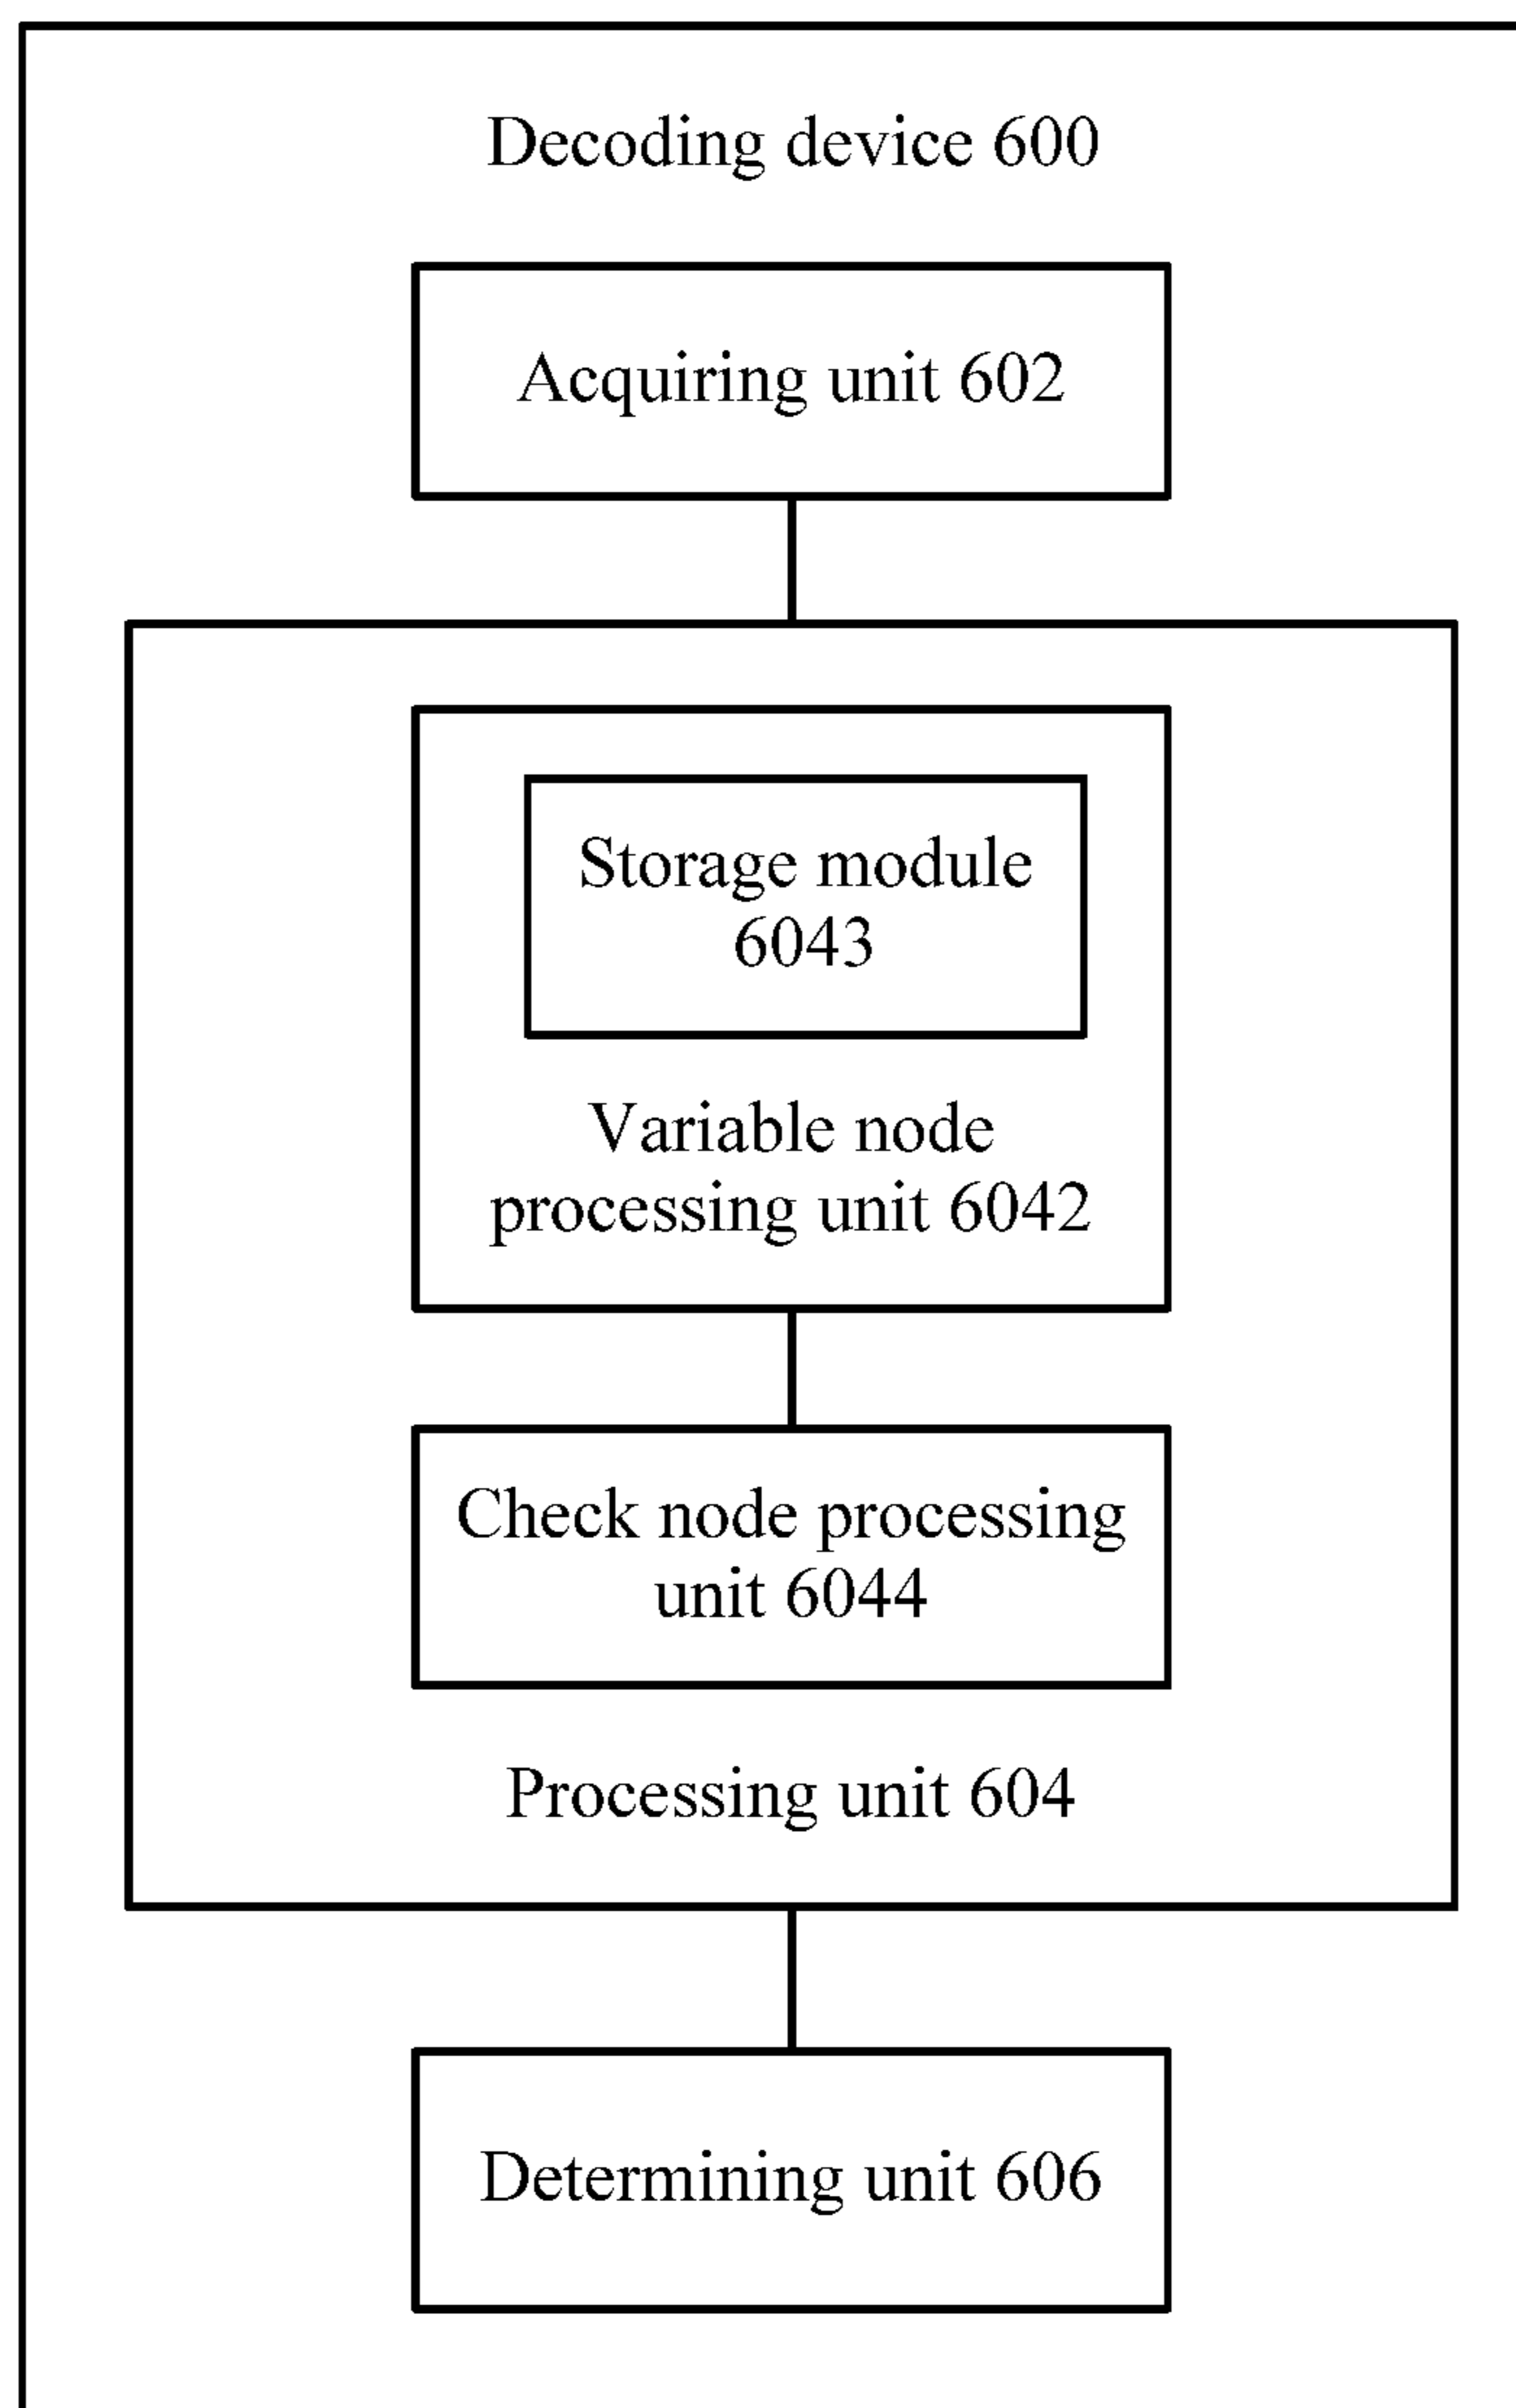 Decoding device 600
Acquiring unit 602
Storage module
6043
Variable node
processing unit 6042
Check node processing
unit 6044
Processing unit 604
Determining unit 606